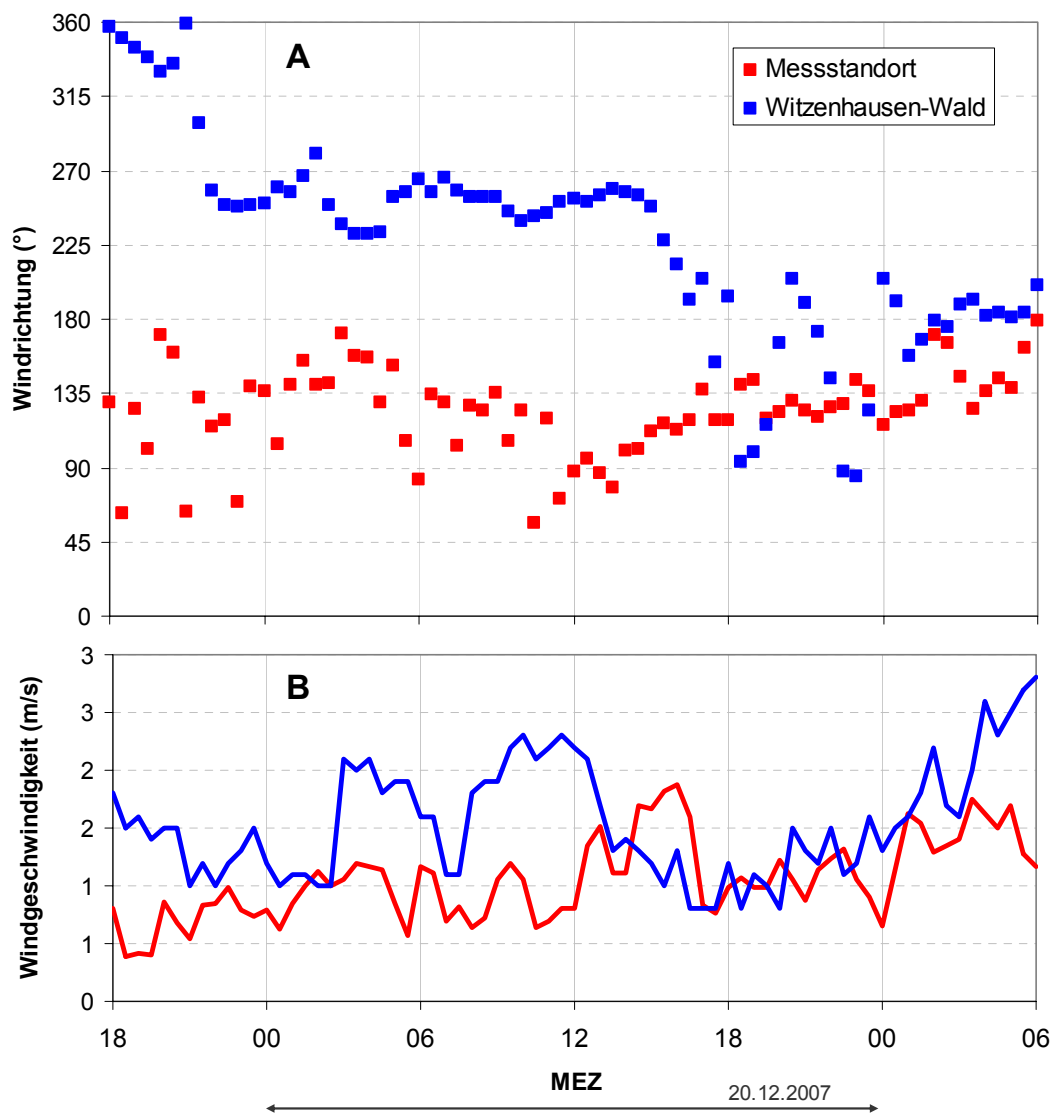 A
Messstandort
Witzenhausen-Wald
Windrichtung (°)
360
315
270
225
180
135
90
45
0
B
Windgeschwindigkeit (m/s)
3
3
2
2
1
1
0
18 00 06 12 18 00 06
MEZ
20.12.2007